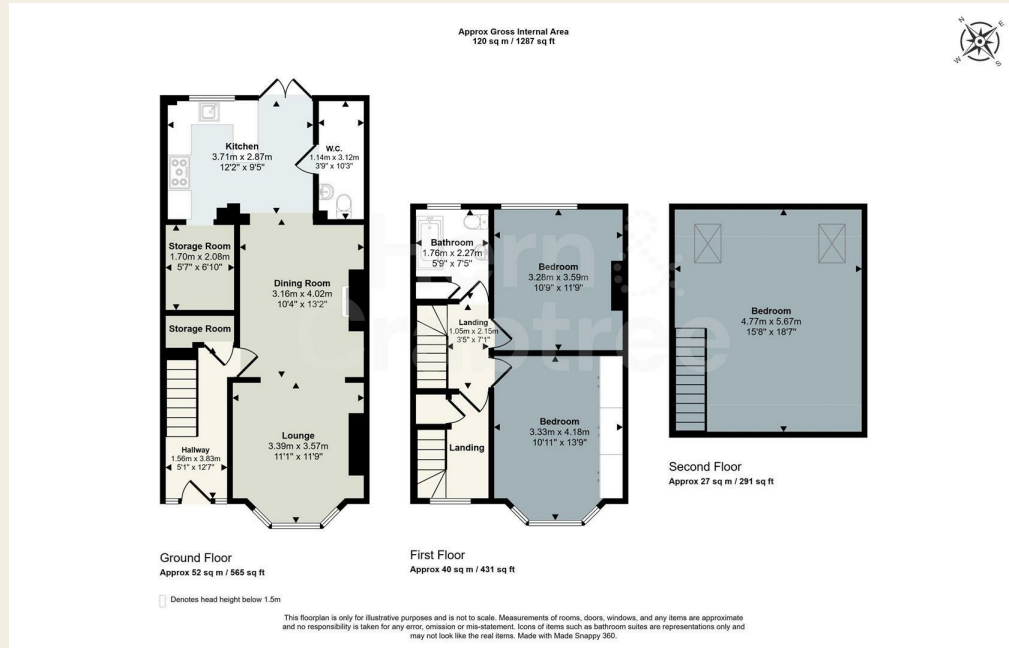 Approx Gross Internal Area
120 sq m / 1287 sq ft
N
E
S
W
Kitchen
3.71m x 2.87m
12'2" x 9'5"
W.C.
1.14m x 3.12m
3'9" x 10'3"
Storage Room
1.70m x 2.08m
5'7" x 6'10"
Dining Room
3.16m x 4.02m
10'4" x 13'2"
Storage Room
Lounge
3.39m x 3.57m
11'1" x 11'9"
Hallway
1.56m x 3.83m
5'1" x 12'7"
Ground Floor
Approx 52 sq m / 565 sq ft
Denotes head height below 1.5m
Bathroom
1.76m x 2.27m
5'9" x 7'5"
Bedroom
3.28m x 3.59m
10'9" x 11'9"
Landing
1.05m x 2.15m
3'5" x 7'1"
Bedroom
3.33m x 4.18m
10'11" x 13'9"
Landing
First Floor
Approx 40 sq m / 431 sq ft
Bedroom
4.77m x 5.67m
15'8" x 18'7"
Second Floor
Approx 27 sq m / 291 sq ft
Hern &
Crabtree
This floorplan is only for illustrative purposes and is not to scale. Measurements of rooms, doors, windows, and any items are approximate
and no responsibility is taken for any error, omission or mis-statement. Icons of items such as bathroom suites are representations only and
may not look like the real items. Made with Made Snappy 360.